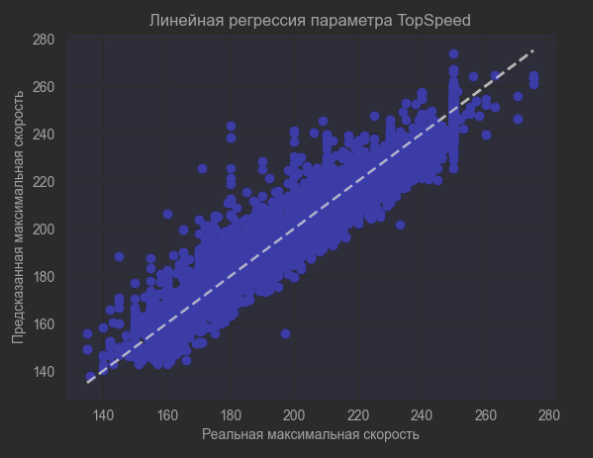 Линейная регрессия параметра TopSpeed
280
260
240
220
200
180
160
140
Предсказанная максимальная скорость
140 160 180 200 220 240 260 280
Реальная максимальная скорость